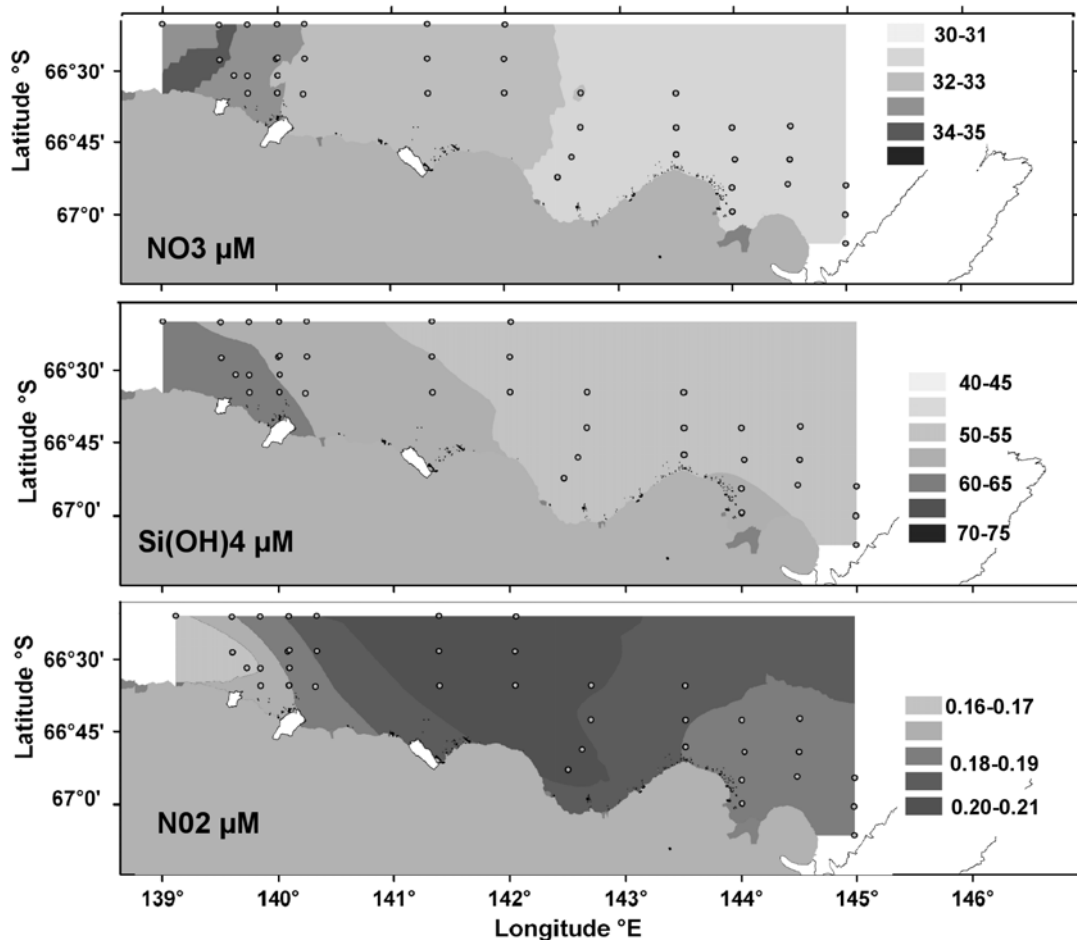 30-31
66°30'
32-33
Latitude °S
34-35
66°45'
67°0'
NO3 µM
66°30'
40-45
Latitude °S
50-55
66°45'
60-65
67°0'
Si(OH)4 µM
70-75
66°30'
Latitude °S
0.16-0.17
66°45'
0.18-0.19
67°0'
0.20-0.21
N02 µM
139° 140° 141° 142° 143° 144° 145° 146°
Longitude °E